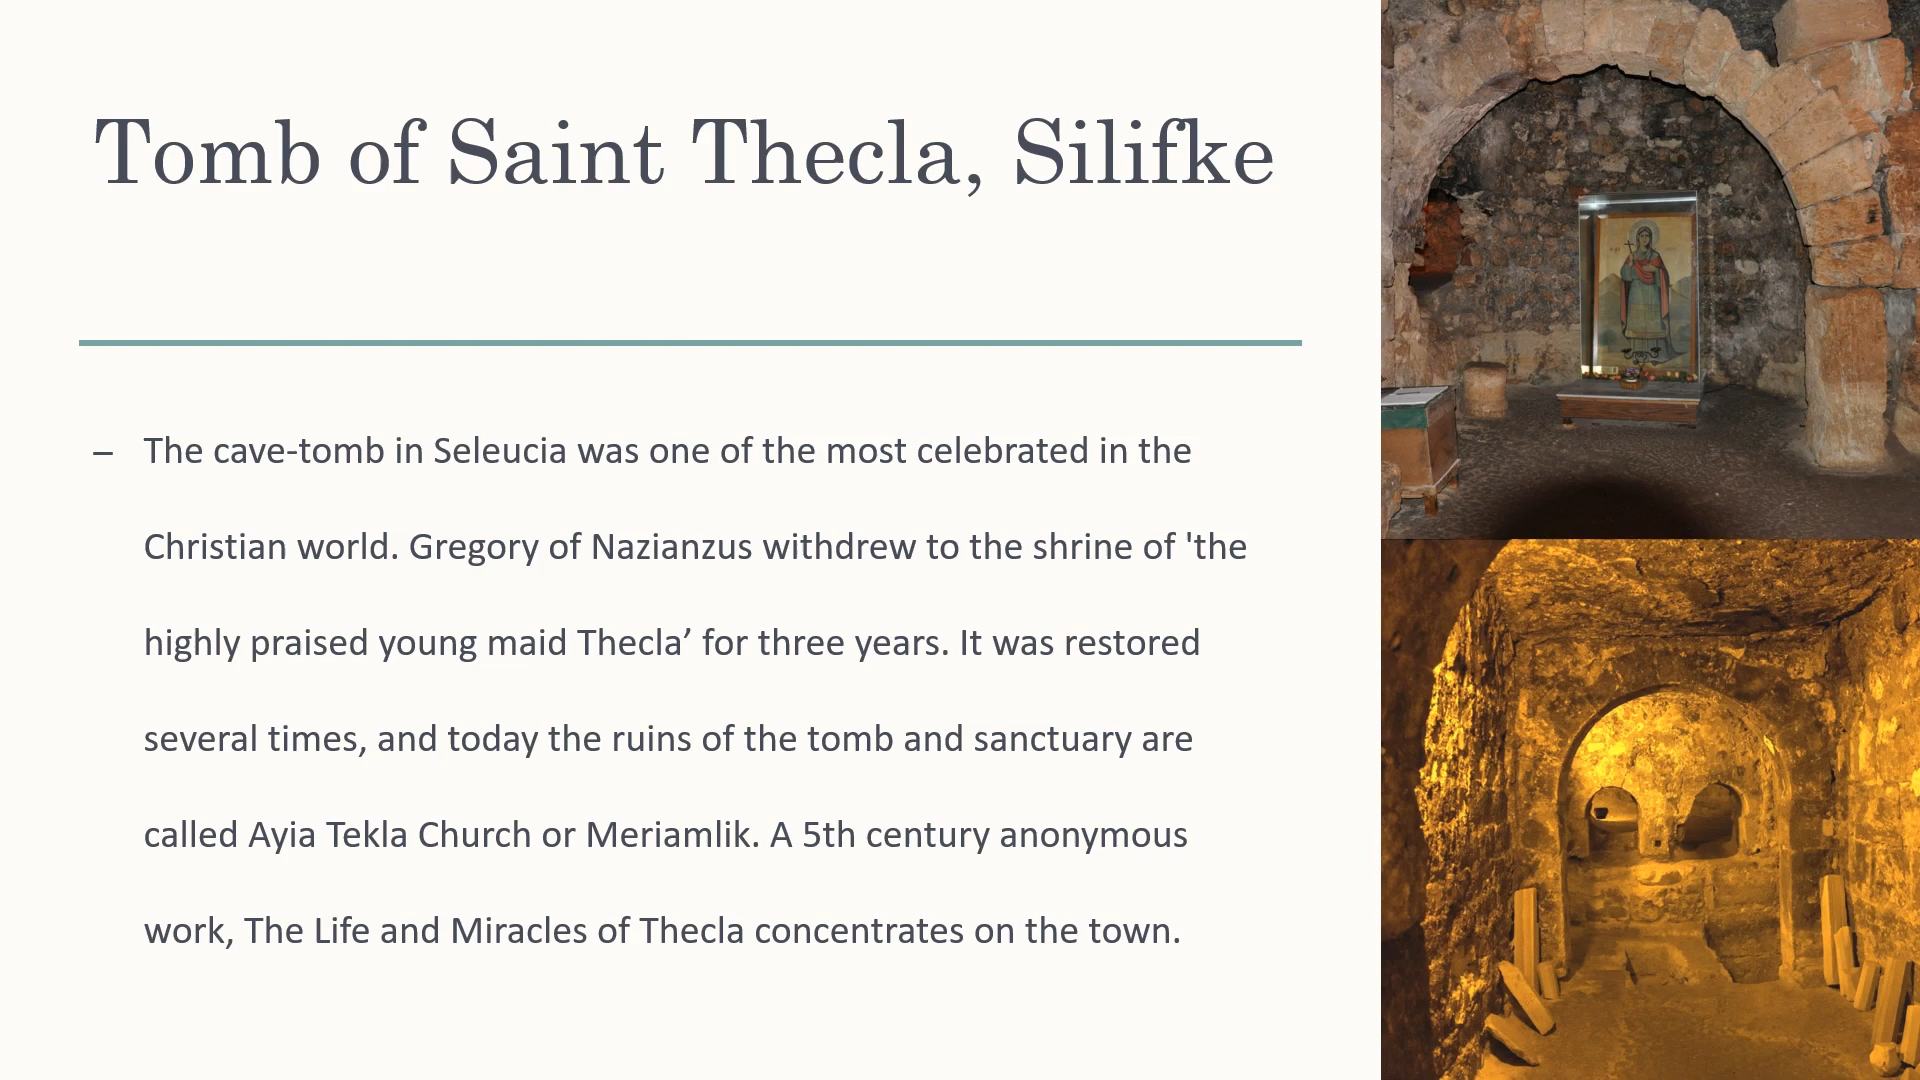 Tomb of Saint Thecla, Silifke
– The cave-tomb in Seleucia was one of the most celebrated in the
Christian world. Gregory of Nazianzus withdrew to the shrine of 'the
highly praised young maid Thecla’ for three years. It was restored
several times, and today the ruins of the tomb and sanctuary are
called Ayia Tekla Church or Meriamlik. A 5th century anonymous
work, The Life and Miracles of Thecla concentrates on the town.